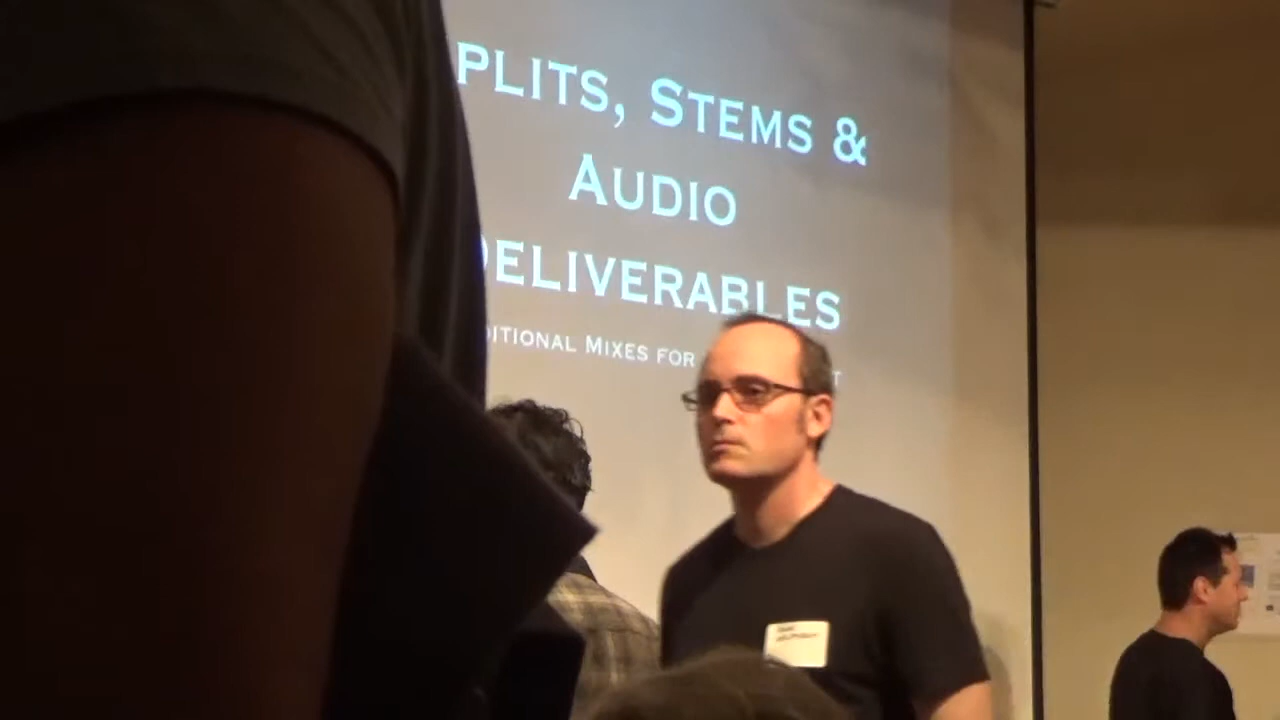 PLITS, STEMS &
AUDIO
DELIVERABLES
DITIONAL MIXES FOR